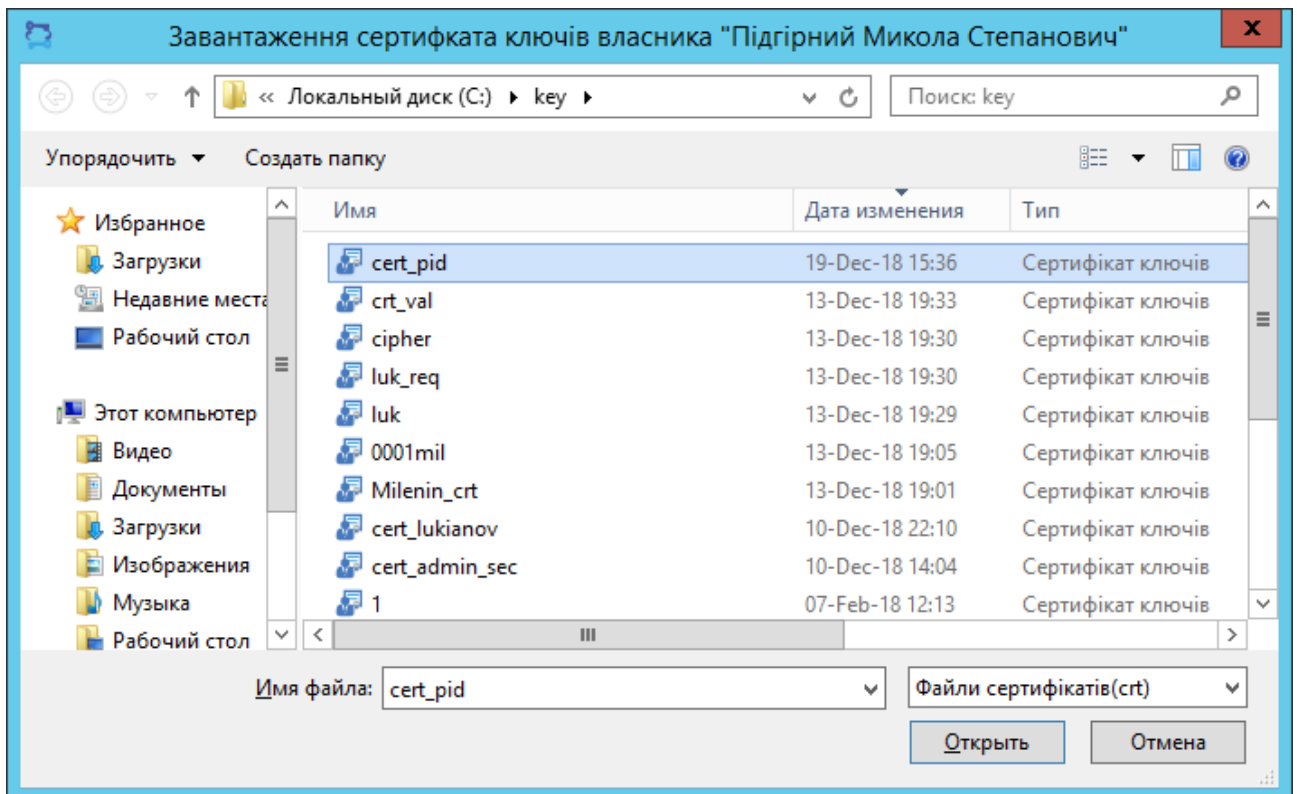 Завантаження сертифката ключів власника "Підгірний Микола Степанович" x
« Локальный диск (C:) key Поиск: key
Упорядочить Создать папку
Избранное
Загрузки
Недавние места
Рабочий стол
Этот компьютер
Видео
Документы
Загрузки
Изображения
Музыка
Рабочий стол
Имя Дата изменения Тип
cert_pid 19-Dec-18 15:36 Сертифікат ключів
crt_val 13-Dec-18 19:33 Сертифікат ключів
cipher 13-Dec-18 19:30 Сертифікат ключів
luk_req 13-Dec-18 19:30 Сертифікат ключів
luk 13-Dec-18 19:29 Сертифікат ключів
0001mil 13-Dec-18 19:05 Сертифікат ключів
Milenin_crt 13-Dec-18 19:01 Сертифікат ключів
cert_lukianov 10-Dec-18 22:10 Сертифікат ключів
cert_admin_sec 10-Dec-18 14:04 Сертифікат ключів
1 07-Feb-18 12:13 Сертифікат ключів
Имя файла: cert_pid Файли сертифікатів(crt)
Открыть Отмена